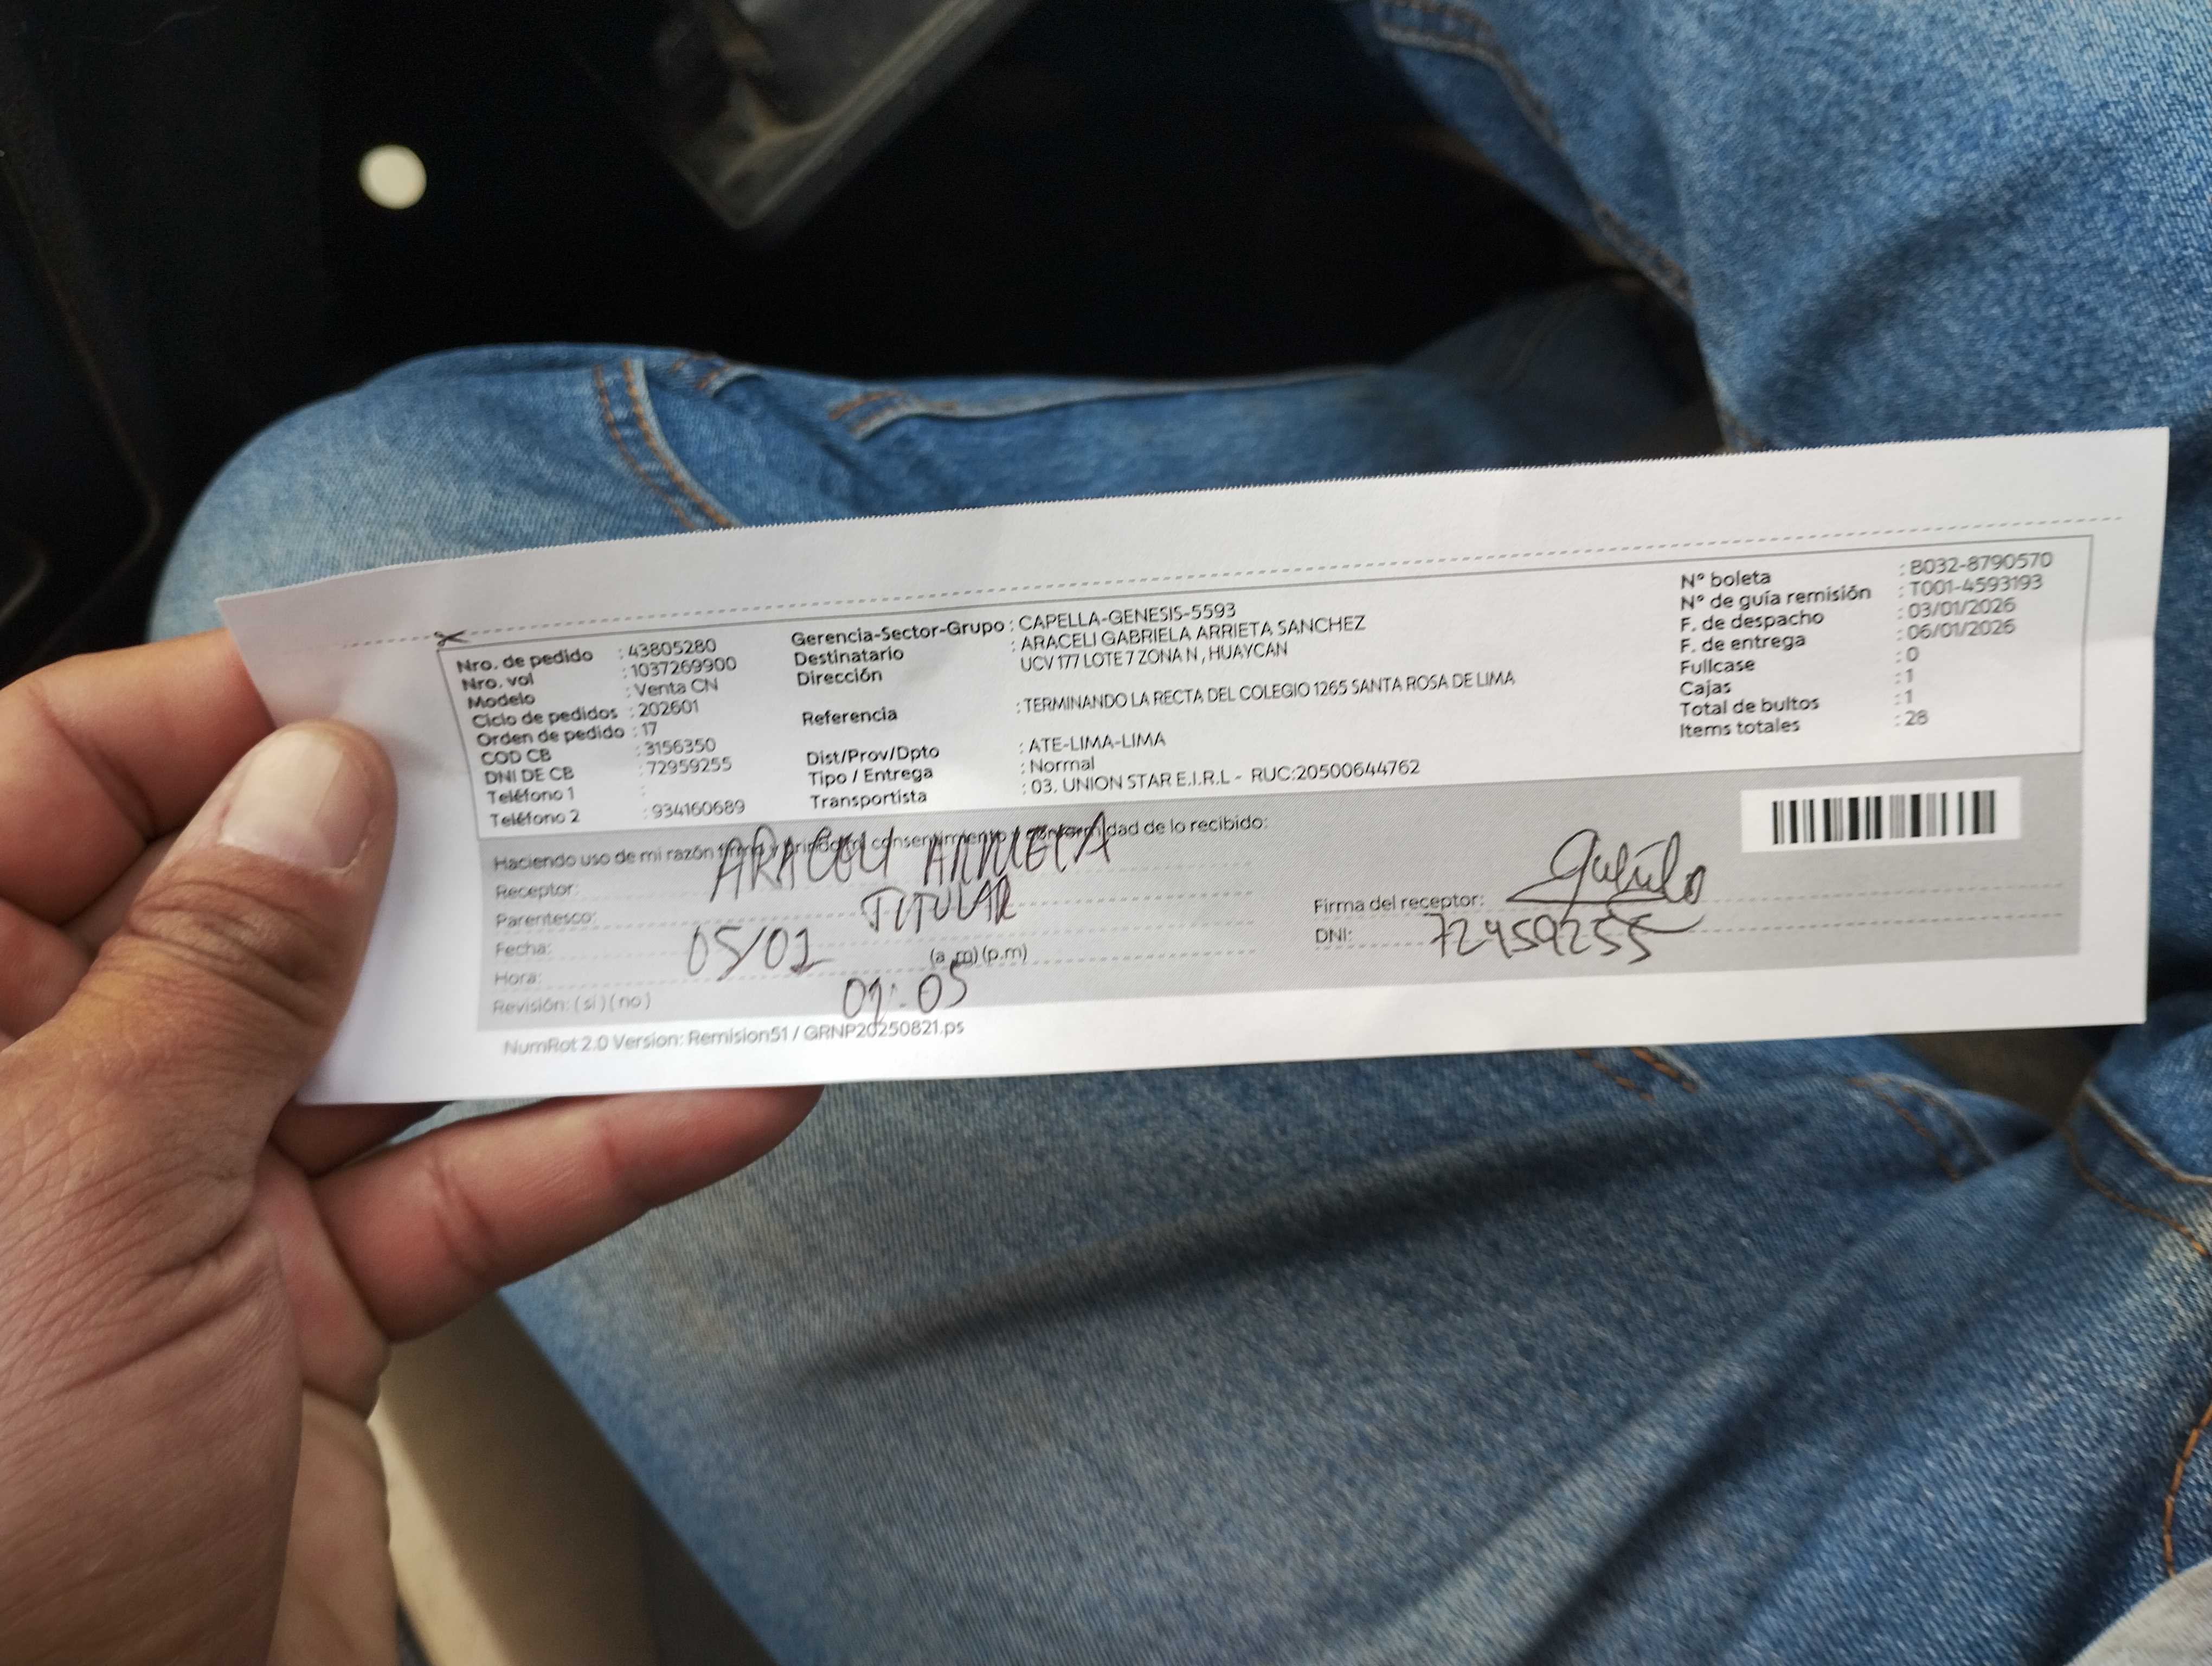 Nro. de pedido : 43805280
Nro. vol : 1037269900
Modelo : Venta CN
Ciclo de pedidos : 202601
Orden de pedido : 17
COD CB : 3156350
DNI DE CB : 72959255
Teléfono 1 :
Teléfono 2 : 934160689
Gerencia-Sector-Grupo : CAPELLA-GENESIS-5593
Destinatario : ARACELI GABRIELA ARRIETA SANCHEZ
Dirección UCV 177 LOTE 7 ZONA N , HUAYCAN
Referencia : TERMINANDO LA RECTA DEL COLEGIO 1265 SANTA ROSA DE LIMA
Dist/Prov/Dpto : ATE-LIMA-LIMA
Tipo / Entrega : Normal
Transportista : 03. UNION STAR E.I.R.L - RUC:20500644762
N° boleta : B032-8790570
N° de guía remisión : T001-4593193
F. de despacho : 03/01/2026
F. de entrega : 06/01/2026
Fullcase : 0
Cajas : 1
Total de bultos : 1
Items totales : 28
Haciendo uso de mi razón firmo y consentimiento y conformidad de lo recibido:
Receptor: ARACELI ARRIETA
Parentesco: TITULAR
Fecha: 05/01
Hora: (a.m)(p.m)
Revisión: (si)(no) 05
Firma del receptor:
DNI: 72959255
NumRot 2.0 Version: Remision51 / GRNP20250821.ps